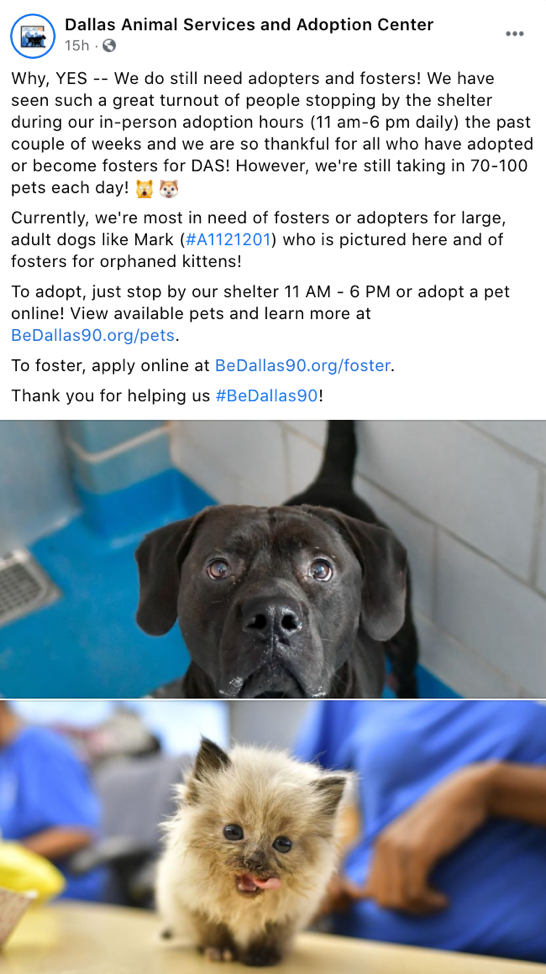 Dallas Animal Services and Adoption Center
15h ·
Why, YES -- We do still need adopters and fosters! We have
seen such a great turnout of people stopping by the shelter
during our in-person adoption hours (11 am-6 pm daily) the past
couple of weeks and we are so thankful for all who have adopted
or become fosters for DAS! However, we're still taking in 70-100
pets each day! 🙀 🐶
Currently, we're most in need of fosters or adopters for large,
adult dogs like Mark (#A1121201) who is pictured here and of
fosters for orphaned kittens!
To adopt, just stop by our shelter 11 AM - 6 PM or adopt a pet
online! View available pets and learn more at
BeDallas90.org/pets.
To foster, apply online at BeDallas90.org/foster.
Thank you for helping us #BeDallas90!